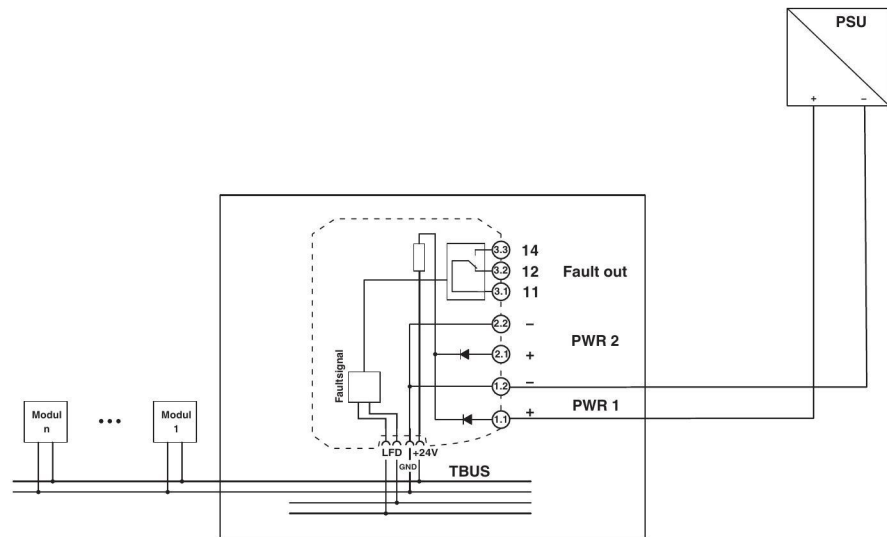 PSU
+ –
3.3 14
3.2 12 Fault out
3.1 11
2.2 –
PWR 2
2.1 +
1.2 –
PWR 1
1.1 +
Faultsignal
Modul
n
•••
Modul
1
LFD +24V
GND
TBUS